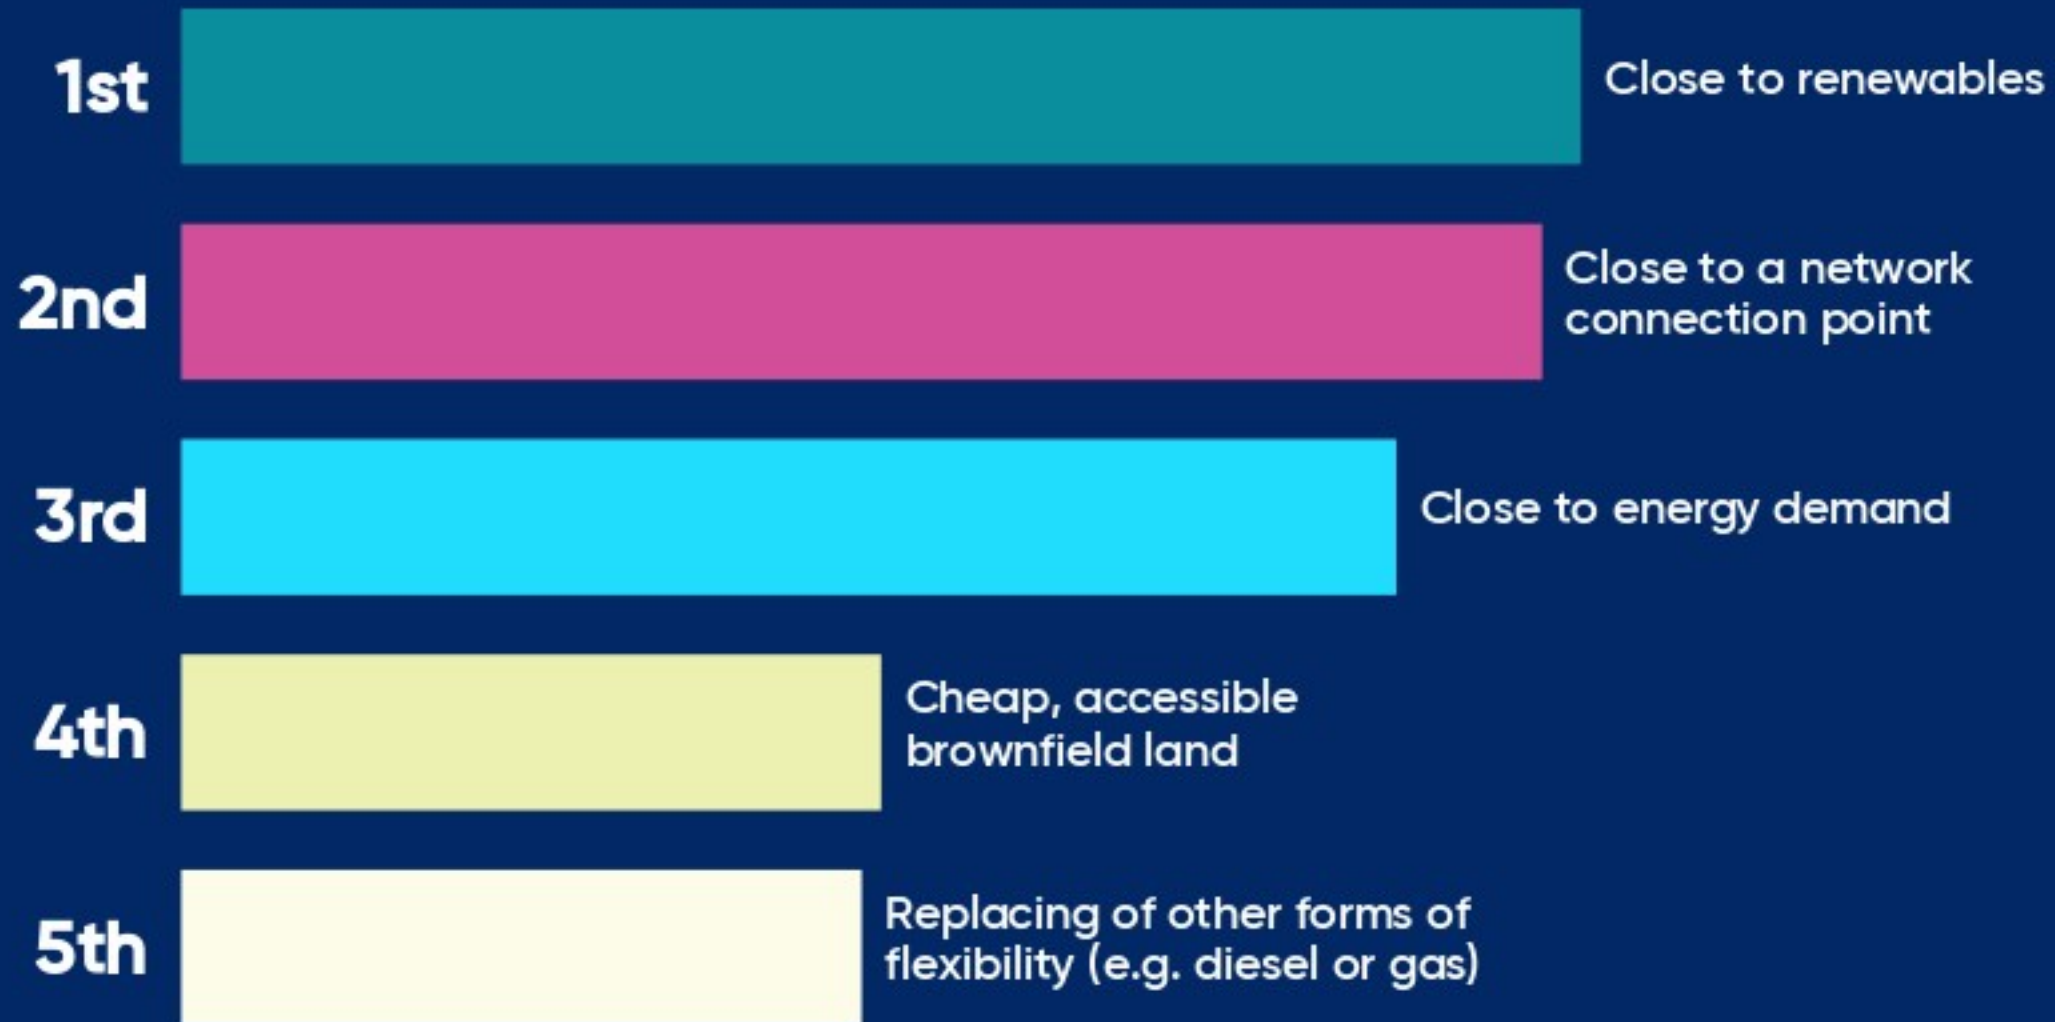 1st
Close to renewables
2nd
Close to a network
connection point
3rd
Close to energy demand
4th
Cheap, accessible
brownfield land
5th
Replacing of other forms of
flexibility (e.g. diesel or gas)